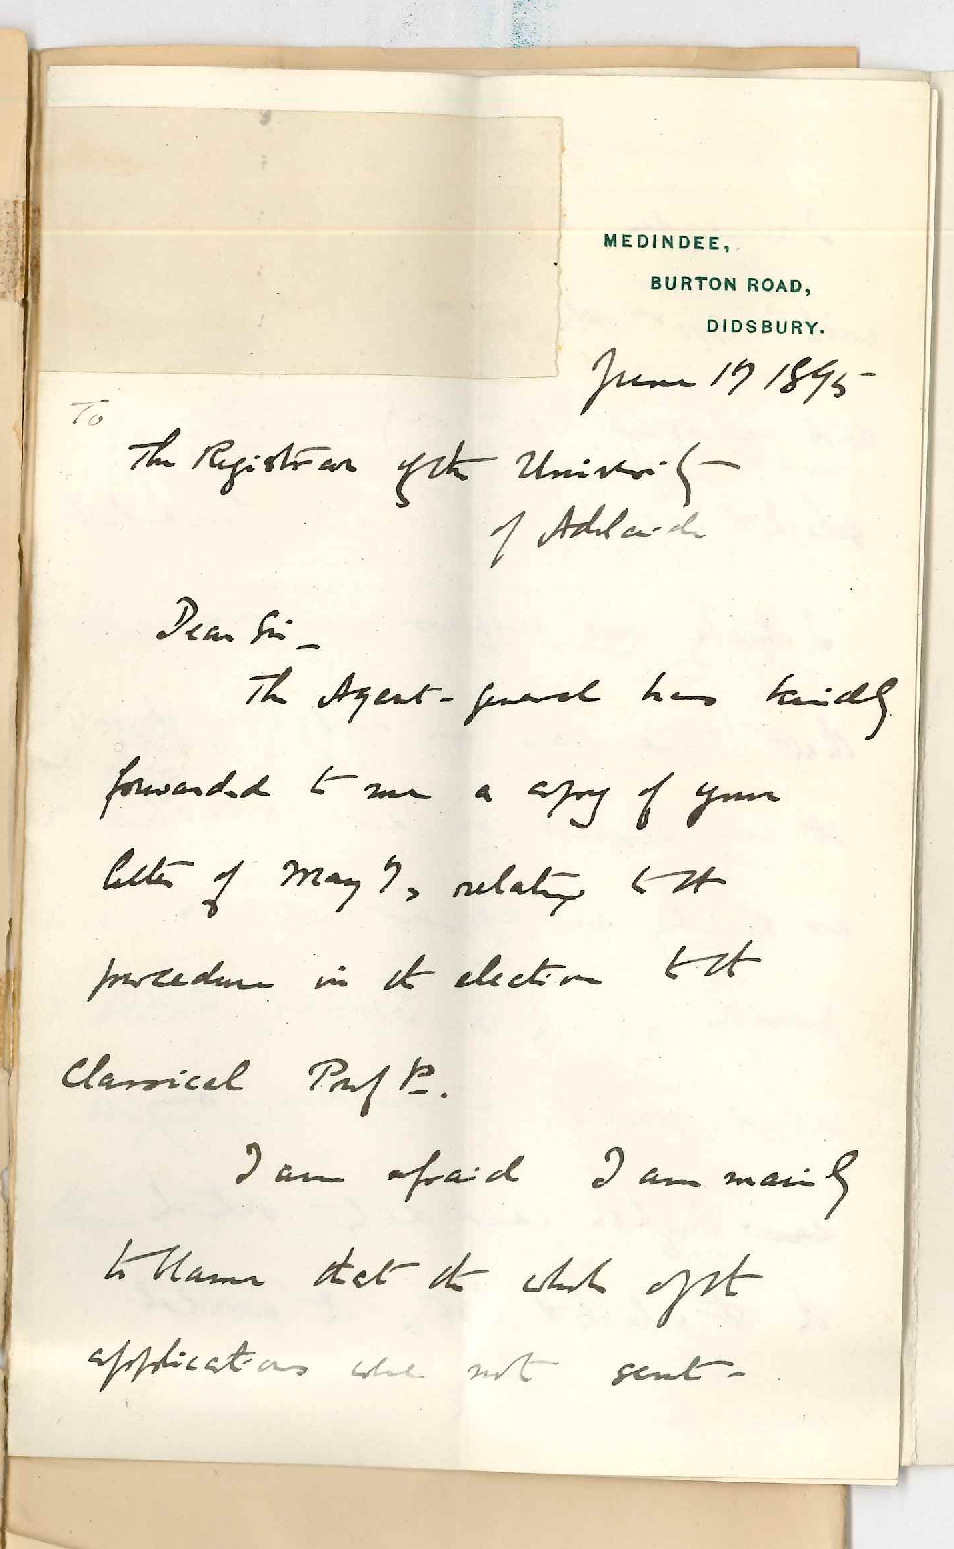 MEDINDEE,
BURTON ROAD,
DIDSBURY.
June 17 1895
To
The Registrar of the University
of Adelaide
Dear Sir _
The Agent-general has kindly
forwarded to me a copy of your
letter of May 7, relating to the
procedure in the election to the
Classical Prof P.
I am afraid I am mainly
to blame that the whole of the
applications were not sent -